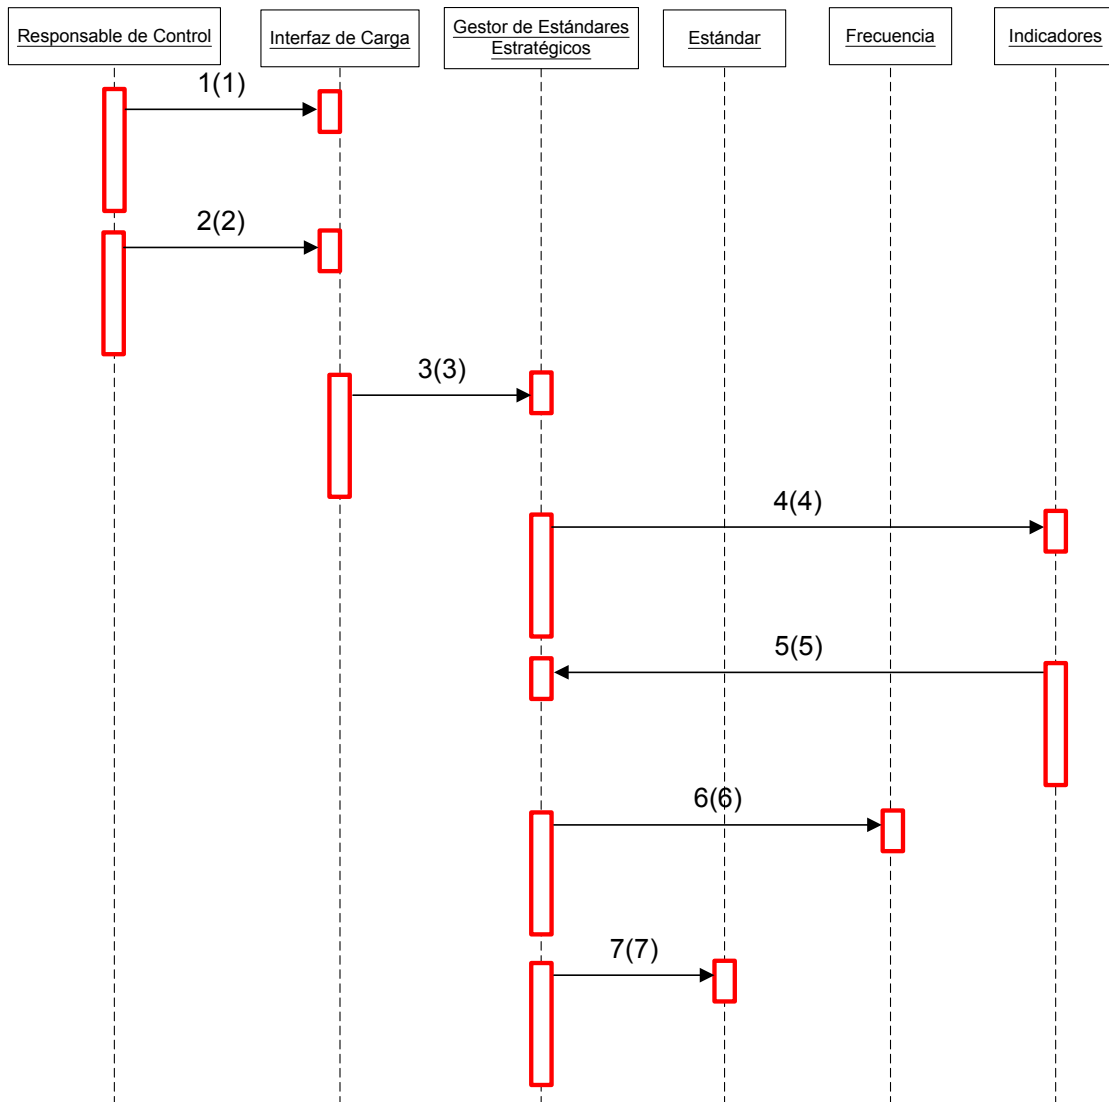 Responsable de Control
Interfaz de Carga
Gestor de Estándares
Estratégicos
Estándar
Frecuencia
Indicadores
1(1)
2(2)
3(3)
4(4)
5(5)
6(6)
7(7)